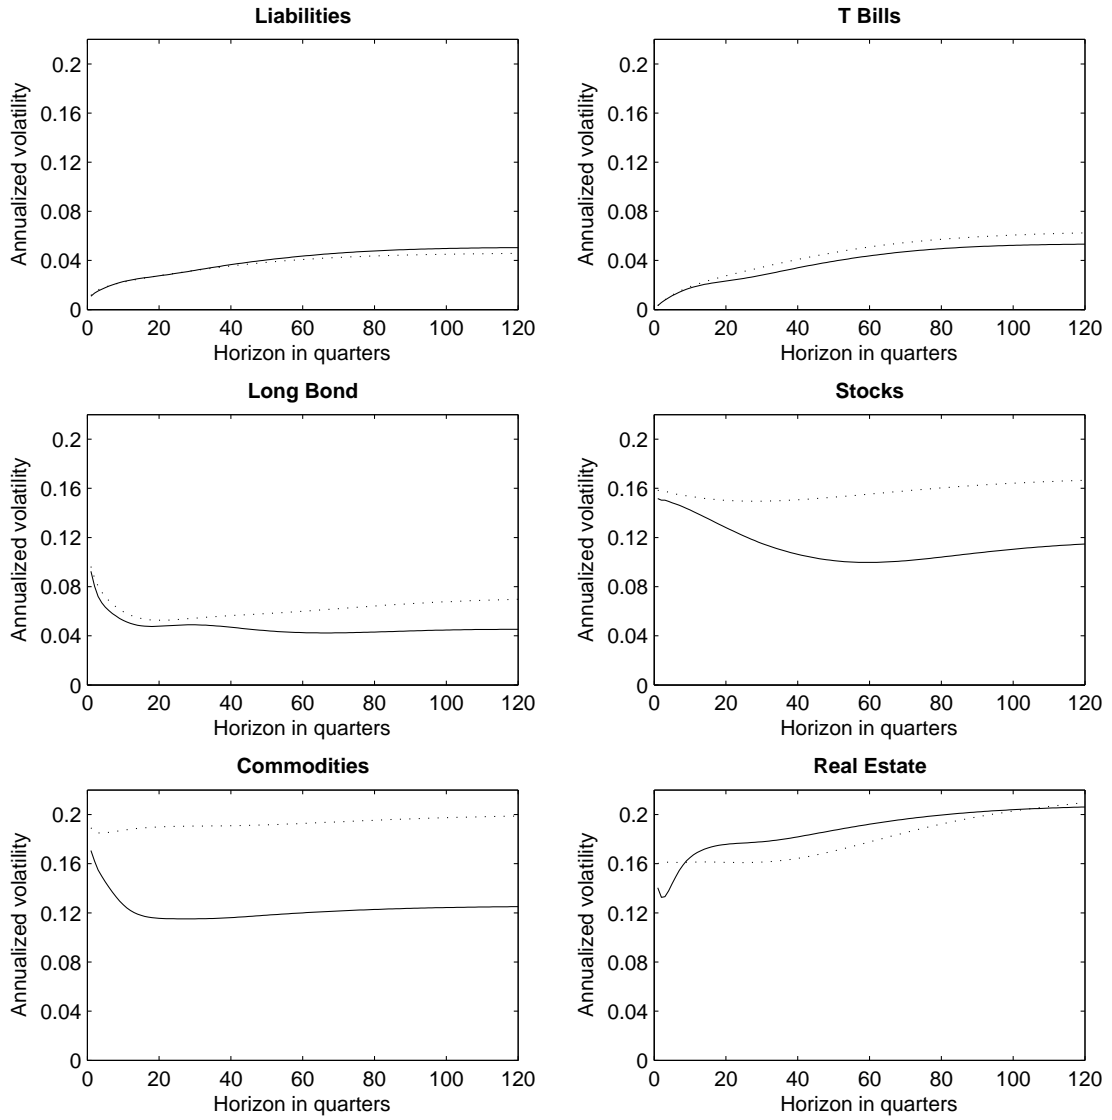 Liabilities
Annualized volatility
0.2
0.16
0.12
0.08
0.04
0
0 20 40 60 80 100 120
Horizon in quarters
T Bills
Annualized volatility
0.2
0.16
0.12
0.08
0.04
0
0 20 40 60 80 100 120
Horizon in quarters
Long Bond
Annualized volatility
0.2
0.16
0.12
0.08
0.04
0
0 20 40 60 80 100 120
Horizon in quarters
Stocks
Annualized volatility
0.2
0.16
0.12
0.08
0.04
0
0 20 40 60 80 100 120
Horizon in quarters
Commodities
Annualized volatility
0.2
0.16
0.12
0.08
0.04
0
0 20 40 60 80 100 120
Horizon in quarters
Real Estate
Annualized volatility
0.2
0.16
0.12
0.08
0.04
0
0 20 40 60 80 100 120
Horizon in quarters